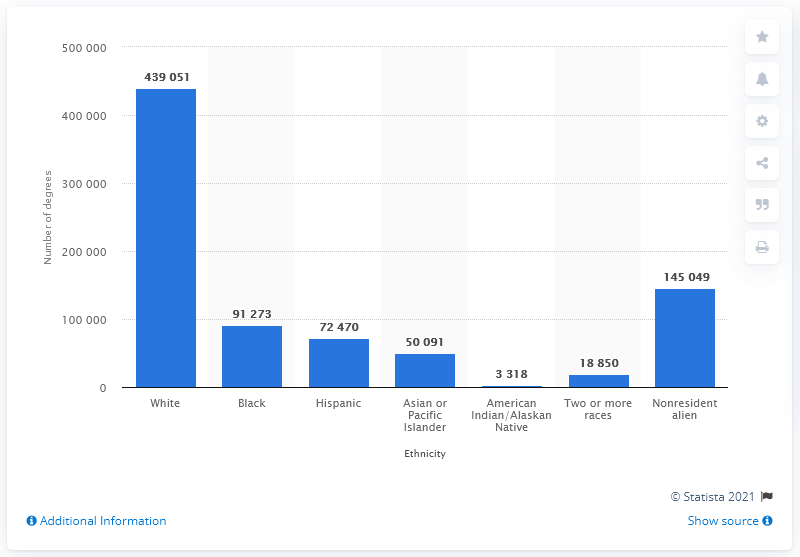 500 000
400 000
300 000
200 000
100 000
0
Number of degrees
439 051
91 273
72 470
50 091
3 318
18 850
145 049
White
Black
Hispanic
Asian or
Pacific
Islander
American
Indian/Alaskan
Native
Two or more
races
Nonresident
alien
Ethnicity
© Statista 2021
Additional Information
Show source